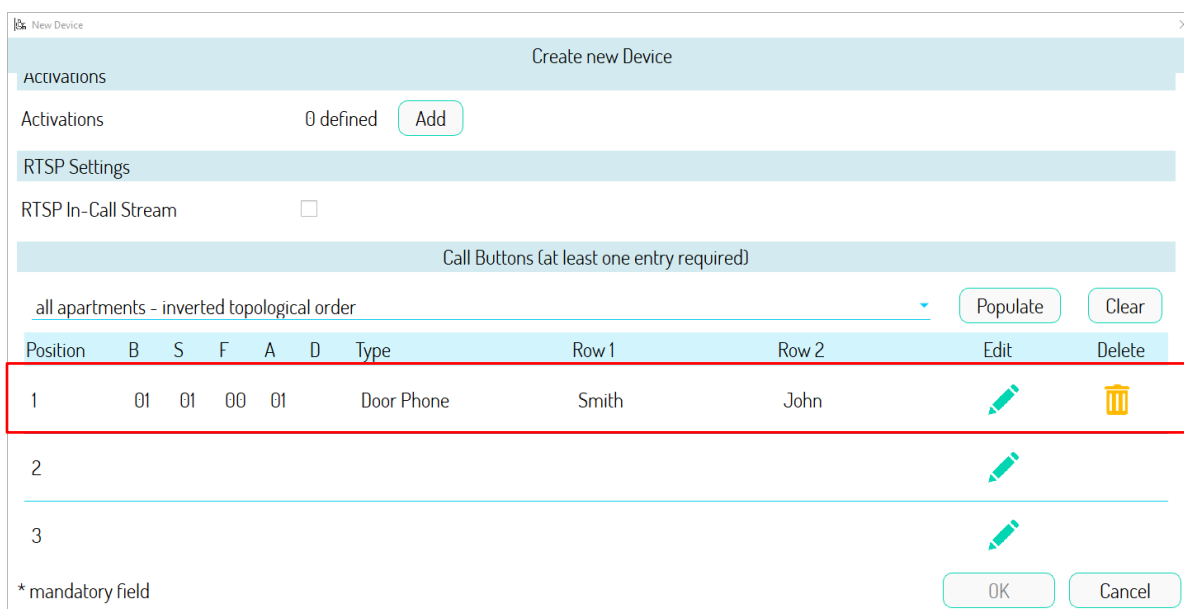 New Device
Create new Device
Activations
Activations 0 defined Add
RTSP Settings
RTSP In-Call Stream
Call Buttons (at least one entry required)
all apartments - inverted topological order Populate Clear
Position B S F A D Type Row 1 Row 2 Edit Delete
1 01 01 00 01 Door Phone Smith John
2
3
* mandatory field OK Cancel